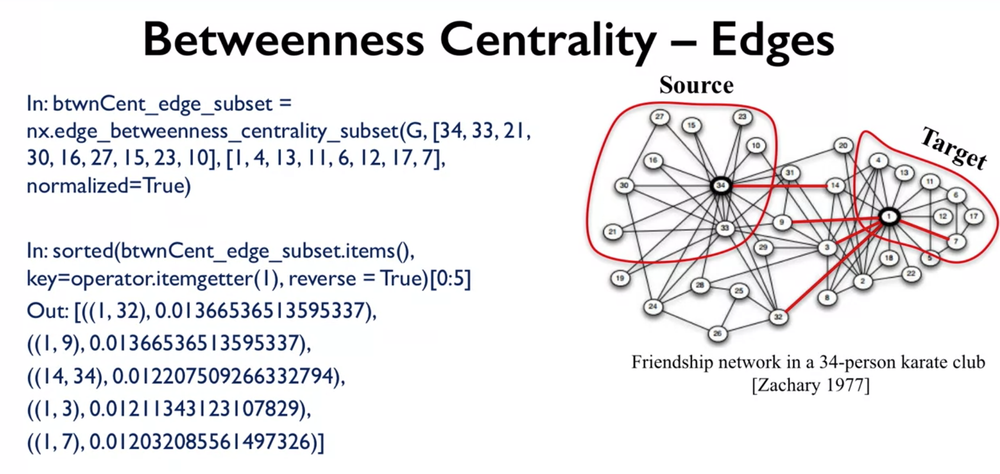 Betweenness Centrality – Edges
In: btwnCent_edge_subset =
nx.edge_betweenness_centrality_subset(G, [34, 33, 21,
30, 16, 27, 15, 23, 10], [1, 4, 13, 11, 6, 12, 17, 7],
normalized=True)
In: sorted(btwnCent_edge_subset.items(),
key=operator.itemgetter(1), reverse = True)[0:5]
Out: [((1, 32), 0.01366536513595337),
((1, 9), 0.01366536513595337),
((14, 34), 0.012207509266332794),
((1, 3), 0.01211343123107829),
((1, 7), 0.012032085561497326)]
Source
Target
27
15
23
10
20
16
4
13
31
11
30
34
14
6
1
12
17
9
21
33
7
29
3
18
5
19
22
28
2
25
8
24
32
26
Friendship network in a 34-person karate club
[Zachary 1977]